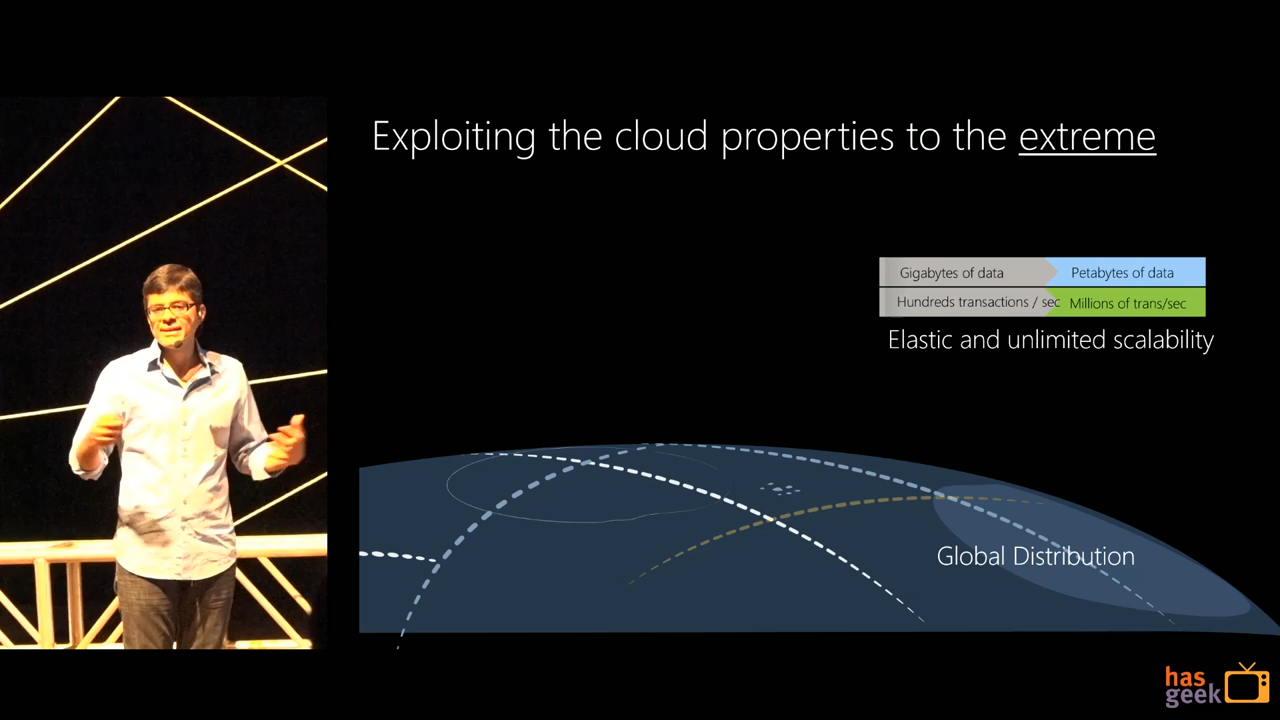 Exploiting the cloud properties to the extreme
Gigabytes of data
Petabytes of data
Hundreds transactions / sec
Millions of trans/sec
Elastic and unlimited scalability
Global Distribution
has
geek